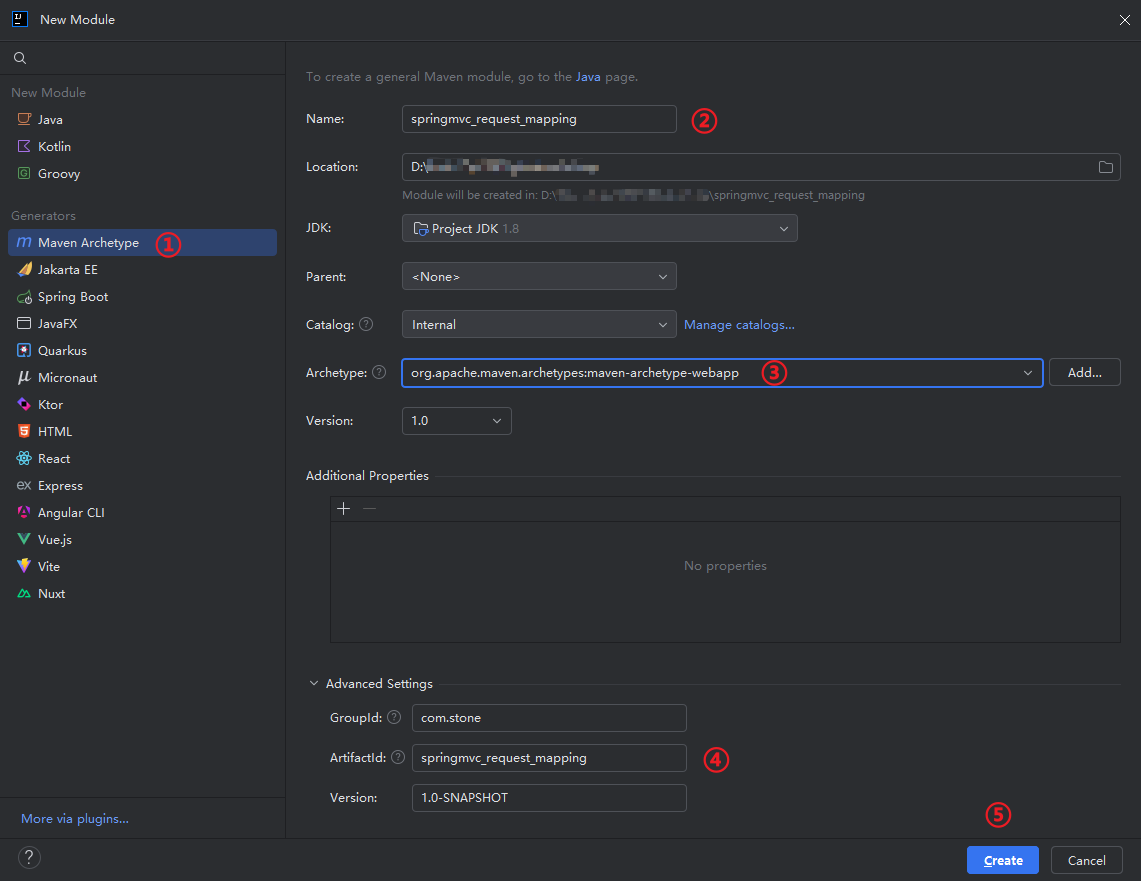 New Module
New Module
Java
Kotlin
Groovy
Generators
Maven Archetype ①
Jakarta EE
Spring Boot
JavaFX
Quarkus
Micronaut
Ktor
HTML
React
Express
Angular CLI
Vue.js
Vite
Nuxt
More via plugins...
To create a general Maven module, go to the Java page.
Name: springmvc_request_mapping ②
Location: D:\
Module will be created in: D:\ \springmvc_request_mapping
JDK: Project JDK 1.8
Parent: <None>
Catalog: ? Internal Manage catalogs...
Archetype: ? org.apache.maven.archetypes:maven-archetype-webapp ③ Add...
Version: 1.0
Additional Properties
No properties
Advanced Settings
GroupId: ? com.stone
ArtifactId: ? springmvc_request_mapping ④
Version: 1.0-SNAPSHOT
⑤
? Create Cancel